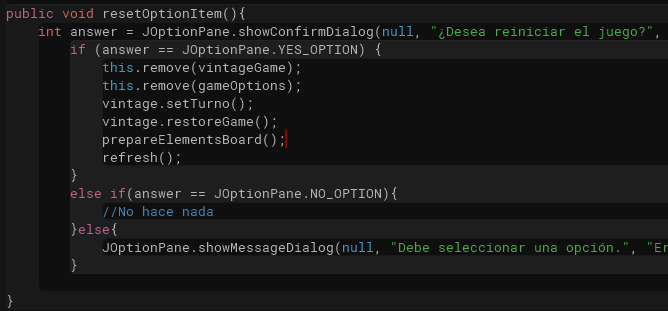 public void resetOptionItem(){
int answer = JOptionPane.showConfirmDialog(null, "¿Desea reiniciar el juego?",
if (answer == JOptionPane.YES_OPTION) {
this.remove(vintageGame);
this.remove(gameOptions);
vintage.setTurno();
vintage.restoreGame();
prepareElementsBoard();
refresh();
}
else if(answer == JOptionPane.NO_OPTION){
//No hace nada
}else{
JOptionPane.showMessageDialog(null, "Debe seleccionar una opción.", "Er
}
}